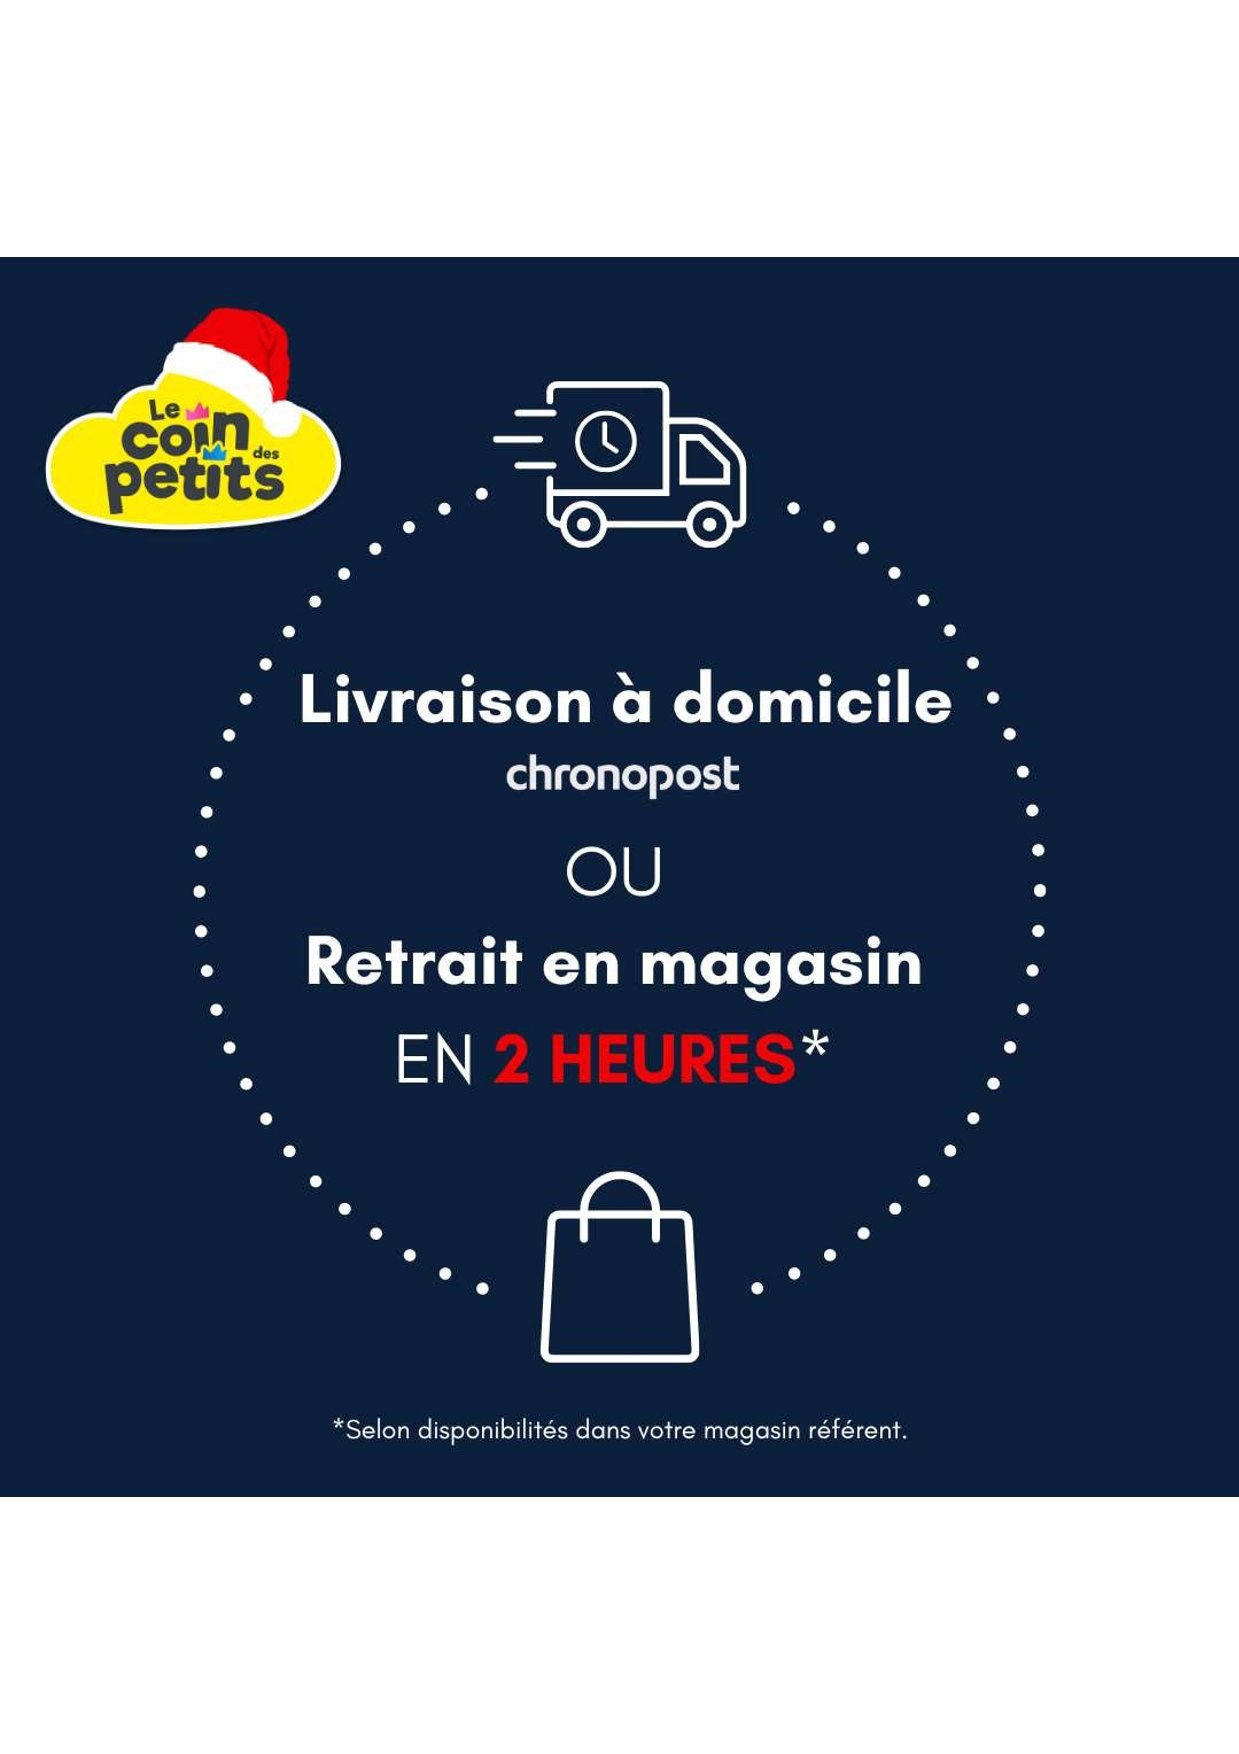 Le
coin des
petits
Livraison à domicile
chronopost
OU
Retrait en magasin
EN 2 HEURES*
*Selon disponibilités dans votre magasin référent.